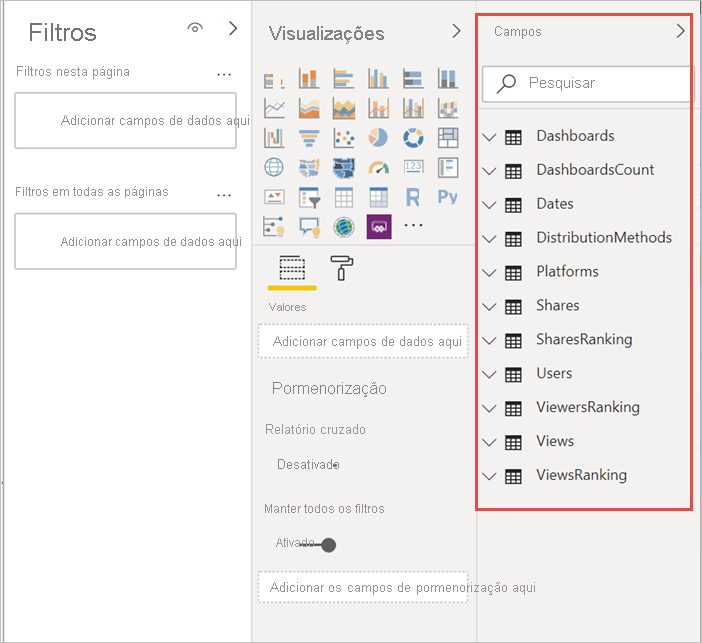 Filtros
Filtros nesta página
...
Adicionar campos de dados aqui
Filtros em todas as páginas
...
Adicionar campos de dados aqui
Visualizações
123
R
Py
...
Valores
Adicionar campos de dados aqui
Pormenorização
Relatório cruzado
Desativado
Manter todos os filtros
Ativado
Adicionar os campos de pormenorização aqui
Campos
Pesquisar
Dashboards
DashboardsCount
Dates
DistributionMethods
Platforms
Shares
SharesRanking
Users
ViewersRanking
Views
ViewsRanking